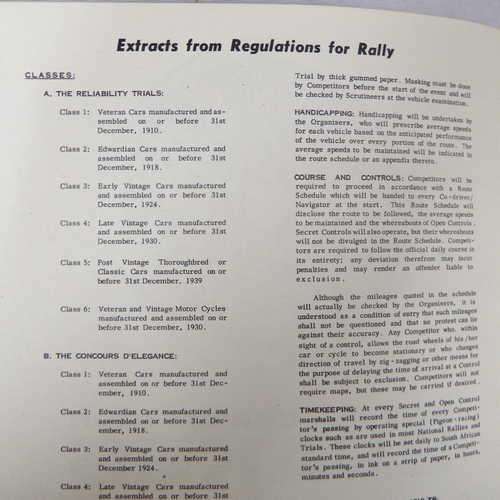 Extracts from Regulations for Rally
CLASSES:
A. THE RELIABILITY TRIALS:
Class 1: Veteran Cars manufactured and as-
sembled on or before 31st
December, 1910.
Class 2: Edwardian Cars manufactured and
assembled on or before 31st
December, 1918.
Class 3: Early Vintage Cars manufactured
and assembled on or before 31st
December, 1924.
Class 4: Late Vintage Cars manufactured
and assembled on or before 31st
December, 1930.
Class 5: Post Vintage Thoroughbred or
Classic Cars manufactured on or
before 31st December, 1939
Class 6: Veteran and Vintage Motor Cycles
manufactured and assembled on or
before 31st December, 1930.
B. THE CONCOURS D'ELEGANCE:
Class 1: Veteran Cars manufactured and
assembled on or before 31st Dec-
ember, 1910.
Class 2: Edwardian Cars manufactured and
assembled on or before 31st Dec-
ember, 1918.
Class 3: Early Vintage Cars manufactured
and assembled on or before 31st
December 1924.
Class 4: Late Vintage Cars manufactured
and assembled on or before 31st
Trial by thick gummed paper. Masking must be done
by Competitors before the start of the event and will
be checked by Scrutineers at the vehicle examination.
HANDICAPPING: Handicapping will be undertaken by
the Organisers, who will prescribe average speeds
for each vehicle based on the anticipated performance
of the vehicle over every portion of the route. The
average speeds to be maintained will be indicated in
the route schedule or an appendix thereto.
COURSE AND CONTROLS: Competitors will be
required to proceed in accordance with a Route
Schedule which will be handed to every Co-driver/
Navigator at the start. This Route Schedule will
disclose the route to be followed, the average speeds
to be maintained and the whereabouts of Open Controls.
Secret Controls will also operate, but their whereabouts
will not be divulged in the Route Schedule. Competi-
tors are required to follow the official daily course in
its entirety; any deviation therefrom may incur
penalties and may render an offender liable to
exclusion.
Although the mileages quoted in the schedule
will actually be checked by the Organisers, it is
understood as a condition of entry that such mileages
shall not be questioned and that no protest can lie
against their accuracy. Any Competitor who, within
sight of a control, allows the road wheels of his/her
car or cycle to become stationary or who changes
direction of travel by zig-zagging or other means for
the purpose of delaying the time of arrival at a Control
shall be subject to exclusion. Competitors will not
require maps, but these may be carried if desired.
TIMEKEEPING: At every Secret and Open Control
marshalls will record the time of every Competi-
tor's passing by operating special (Pigeon-racing)
clocks such as are used in most National Rallies and
Trials. These clocks will be set daily to South African
standard time, and will record the time of a Competi-
tor's passing, in ink on a strip of paper, in hours,
minutes and seconds.